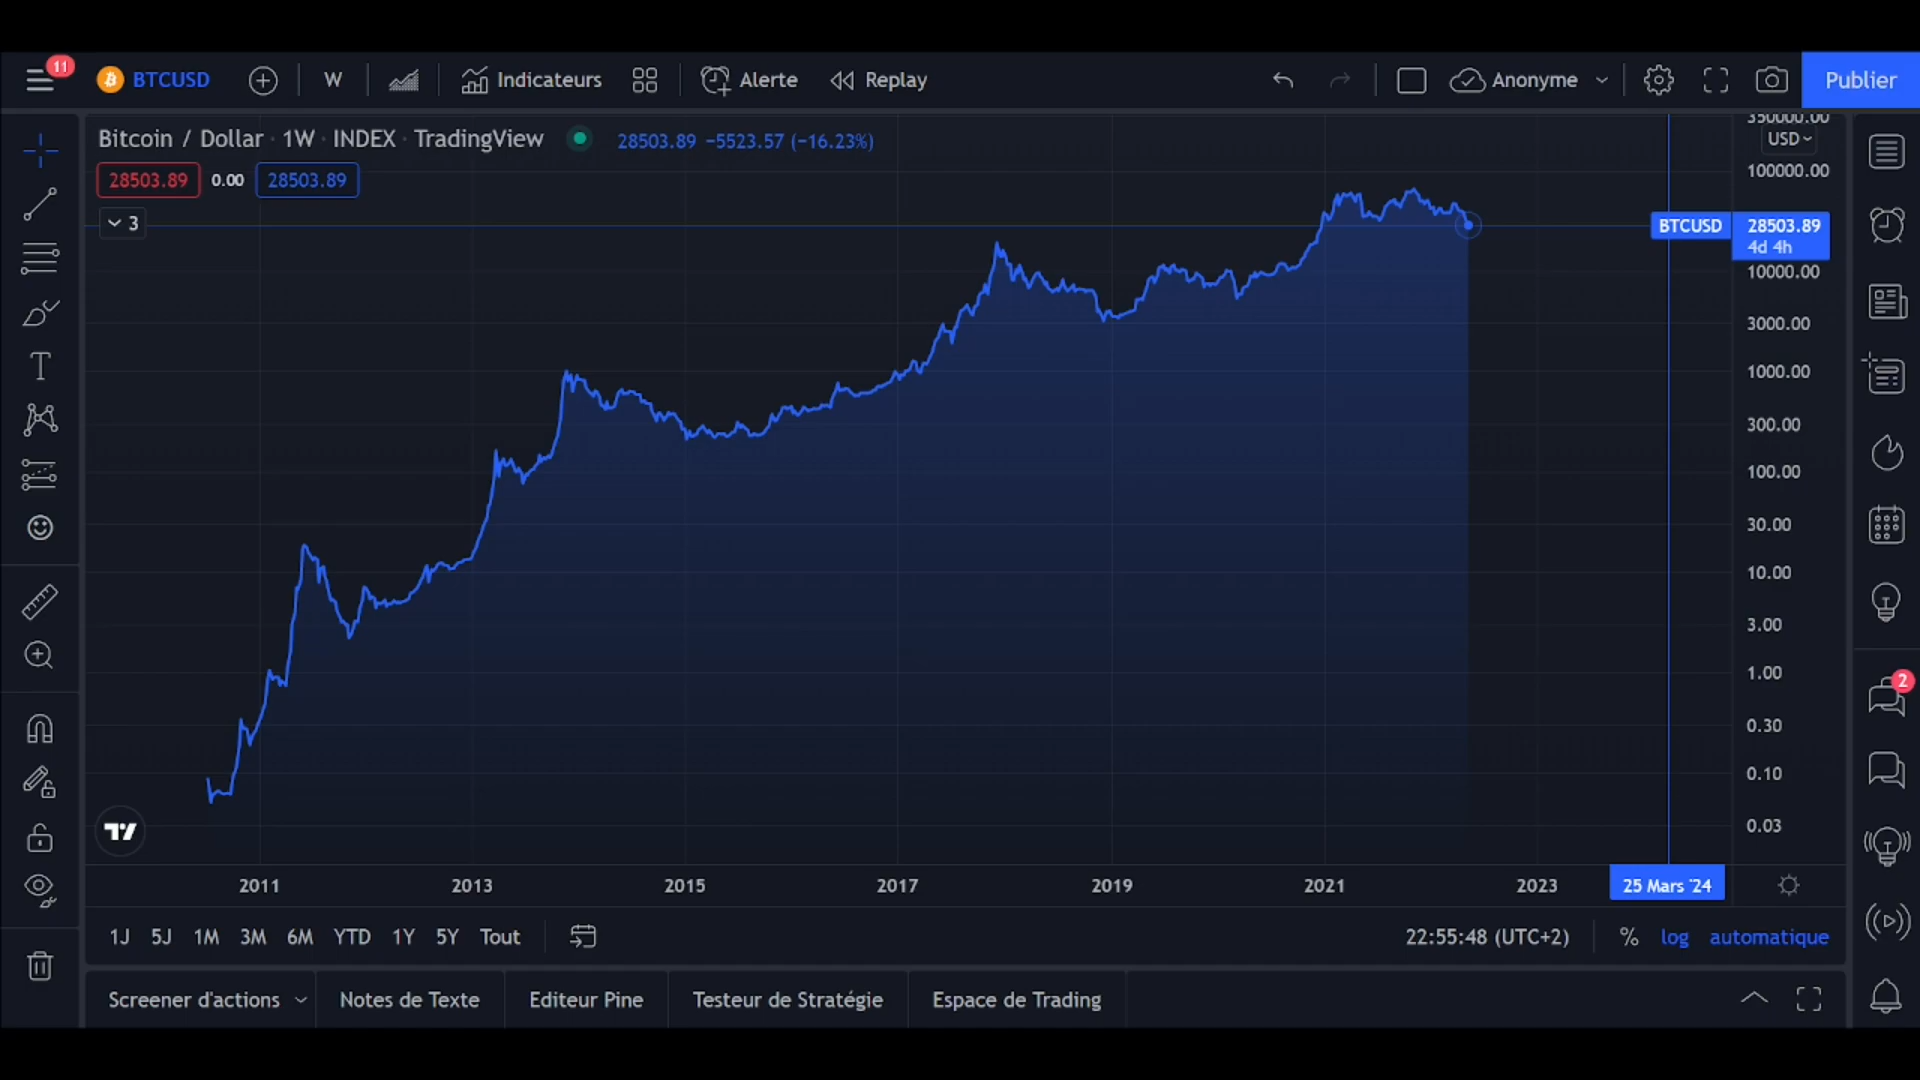 11
BTCUSD
W
Indicateurs
Alerte
Replay
Anonyme
Publier
Bitcoin / Dollar · 1W · INDEX · TradingView
28503.89 −5523.57 (−16.23%)
28503.89 0.00 28503.89
3
350000.00
USD
100000.00
BTCUSD 28503.89
4d 4h
10000.00
3000.00
1000.00
300.00
100.00
30.00
10.00
3.00
1.00
0.30
0.10
0.03
2
2011 2013 2015 2017 2019 2021 2023 25 Mars '24
1J 5J 1M 3M 6M YTD 1Y 5Y Tout
22:55:48 (UTC+2) % log automatique
Screener d'actions Notes de Texte Editeur Pine Testeur de Stratégie Espace de Trading